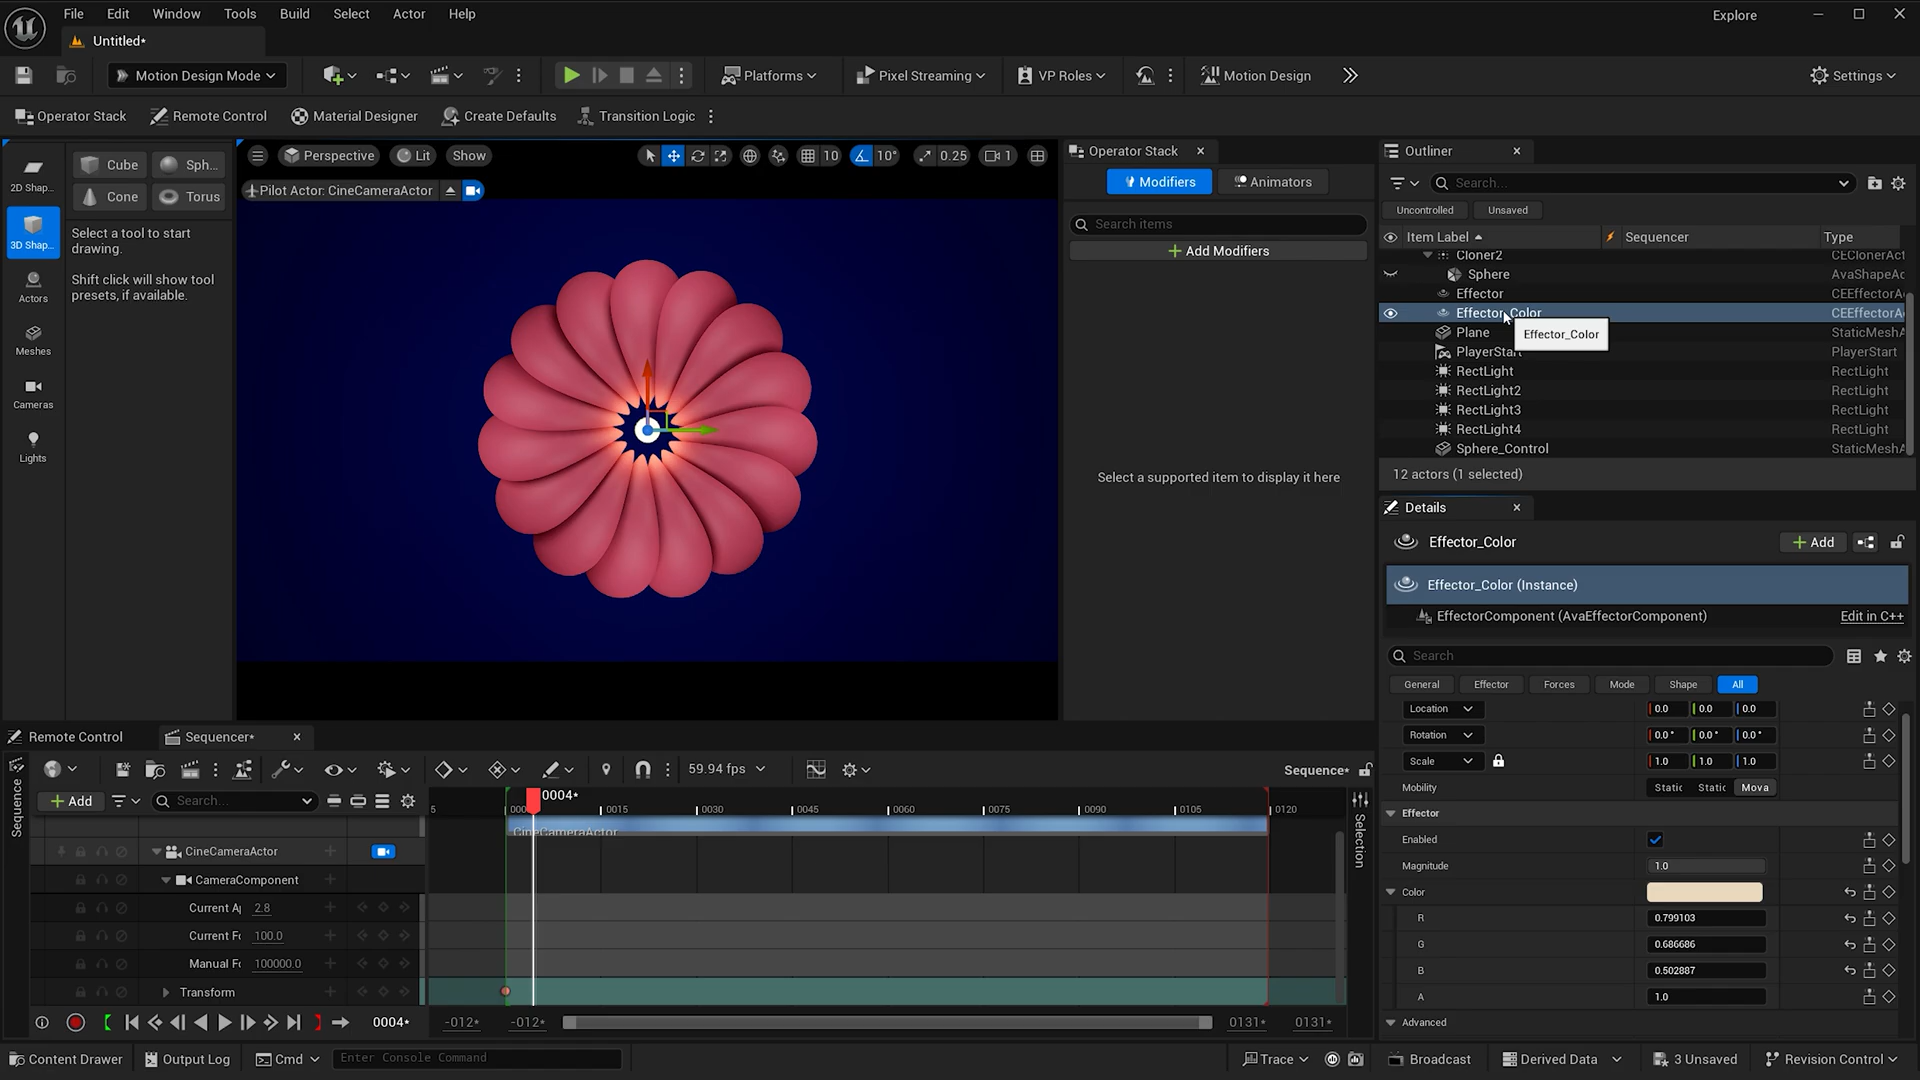 File Edit Window Tools Build Select Actor Help
Explore
Untitled*
Motion Design Mode
Platforms
Pixel Streaming
VP Roles
Motion Design
Settings
Operator Stack
Remote Control
Material Designer
Create Defaults
Transition Logic
2D Shap...
3D Shap...
Actors
Meshes
Cameras
Lights
Cube
Sph...
Cone
Torus
Select a tool to start
drawing.
Shift click will show tool
presets, if available.
Perspective
Lit
Show
10
10°
0.25
1
Pilot Actor: CineCameraActor
Operator Stack
Modifiers
Animators
Search items
Add Modifiers
Select a supported item to display it here
Outliner
Search...
Uncontrolled
Unsaved
Item Label
Sequencer
Type
Cloner2 CEClonerAct
Sphere AvaShapeAc
Effector CEEffectorA
Effector_Color CEEffectorA
Effector_Color
Plane StaticMeshA
PlayerStart PlayerStart
RectLight RectLight
RectLight2 RectLight
RectLight3 RectLight
RectLight4 RectLight
Sphere_Control StaticMeshA
12 actors (1 selected)
Details
Effector_Color
Add
Effector_Color (Instance)
EffectorComponent (AvaEffectorComponent)
Edit in C++
Search
General
Effector
Forces
Mode
Shape
All
Location 0.0 0.0 0.0
Rotation 0.0° 0.0° 0.0°
Scale 1.0 1.0 1.0
Mobility Static Static Mova
Effector
Enabled
Magnitude 1.0
Color
R 0.799103
G 0.686686
B 0.502887
A 1.0
Advanced
Remote Control
Sequencer*
59.94 fps
Sequence*
Sequence
Selection
Add
Search...
5 0000 0004* 0015 0030 0045 0060 0075 0090 0105 0120
CineCameraActor
CineCameraActor
CameraComponent
Current A 2.8
Current Fo 100.0
Manual Fo 100000.0
Transform
0004*
-012*
-012*
0131*
0131*
Content Drawer
Output Log
Cmd
Enter Console Command
Trace
Broadcast
Derived Data
3 Unsaved
Revision Control